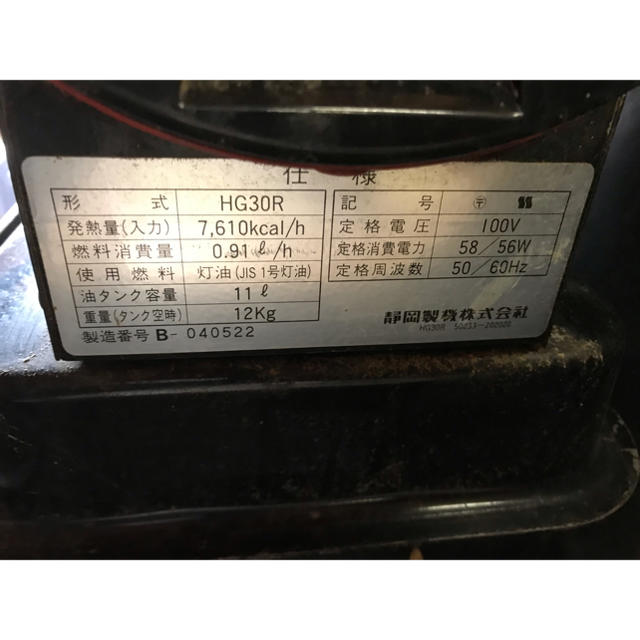 仕様
形式 HG30R
発熱量(入力) 7,610kcal/h
燃料消費量 0.91ℓ/h
使用燃料 灯油(JIS1号灯油)
油タンク容量 11ℓ
重量(タンク空時) 12Kg
製造番号 B- 040522
記号 〶
定格電圧 100V
定格消費電力 58/56W
定格周波数 50/60Hz
静岡製機株式会社
HG30R